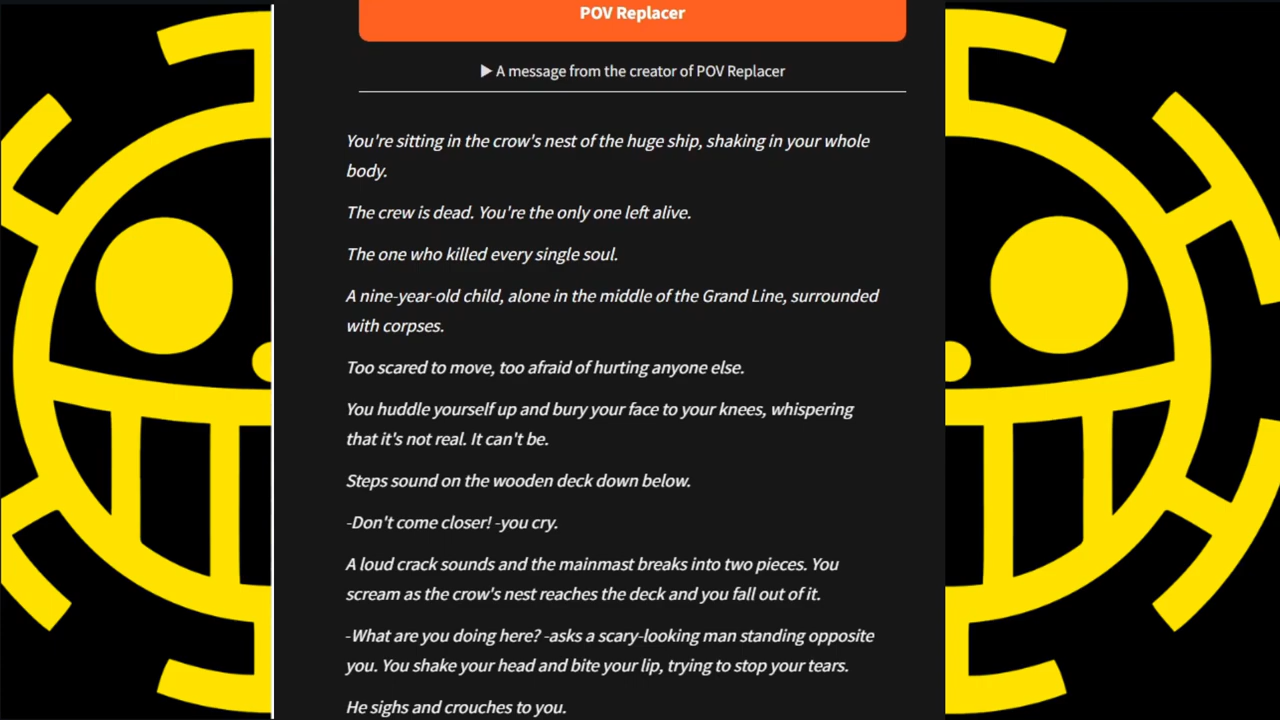 POV Replacer
▶ A message from the creator of POV Replacer
You're sitting in the crow's nest of the huge ship, shaking in your whole
body.
The crew is dead. You're the only one left alive.
The one who killed every single soul.
A nine-year-old child, alone in the middle of the Grand Line, surrounded
with corpses.
Too scared to move, too afraid of hurting anyone else.
You huddle yourself up and bury your face to your knees, whispering
that it's not real. It can't be.
Steps sound on the wooden deck down below.
-Don't come closer! -you cry.
A loud crack sounds and the mainmast breaks into two pieces. You
scream as the crow's nest reaches the deck and you fall out of it.
-What are you doing here? -asks a scary-looking man standing opposite
you. You shake your head and bite your lip, trying to stop your tears.
He sighs and crouches to you.